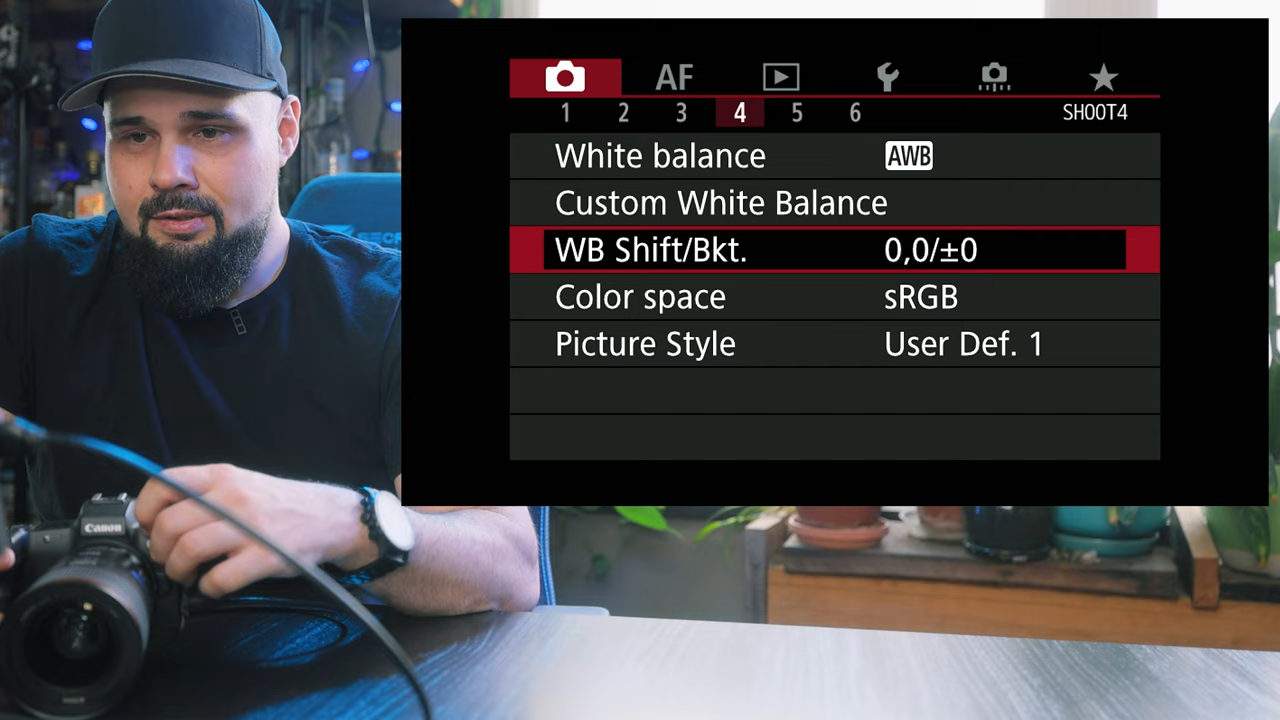 AF
1 2 3 4 5 6 SHOOT4
White balance AWB
Custom White Balance
WB Shift/Bkt. 0,0/±0
Color space sRGB
Picture Style User Def. 1
Canon